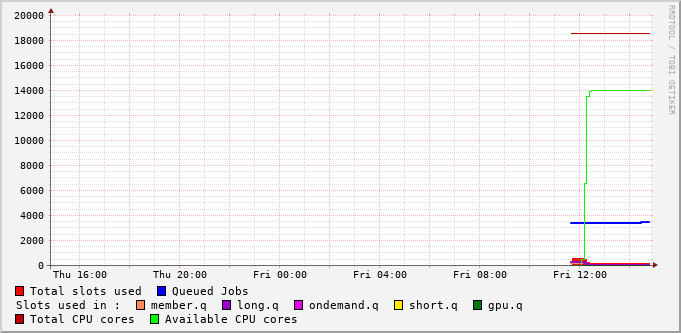 RRDTOOL / TOBI OETIKER
20000
18000
16000
14000
12000
10000
8000
6000
4000
2000
0
Thu 16:00 Thu 20:00 Fri 00:00 Fri 04:00 Fri 08:00 Fri 12:00
Total slots used Queued Jobs
Slots used in : member.q long.q ondemand.q short.q gpu.q
Total CPU cores Available CPU cores